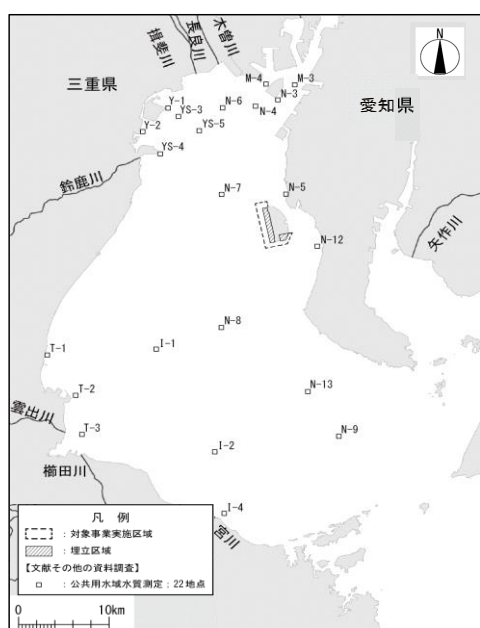 木曽川
長良川
揖斐川
N
三重県
愛知県
M-4
M-3
N-3
N-4
Y-1
YS-3
N-6
YS-5
Y-2
YS-4
鈴鹿川
N-7
N-5
矢作川
N-12
N-8
T-1
I-1
T-2
N-13
雲出川
T-3
N-9
櫛田川
I-2
I-4
宮川
凡 例
：対象事業実施区域
：埋立区域
【文献その他の資料調査】
：公共用水域水質測定：22地点
0 10km